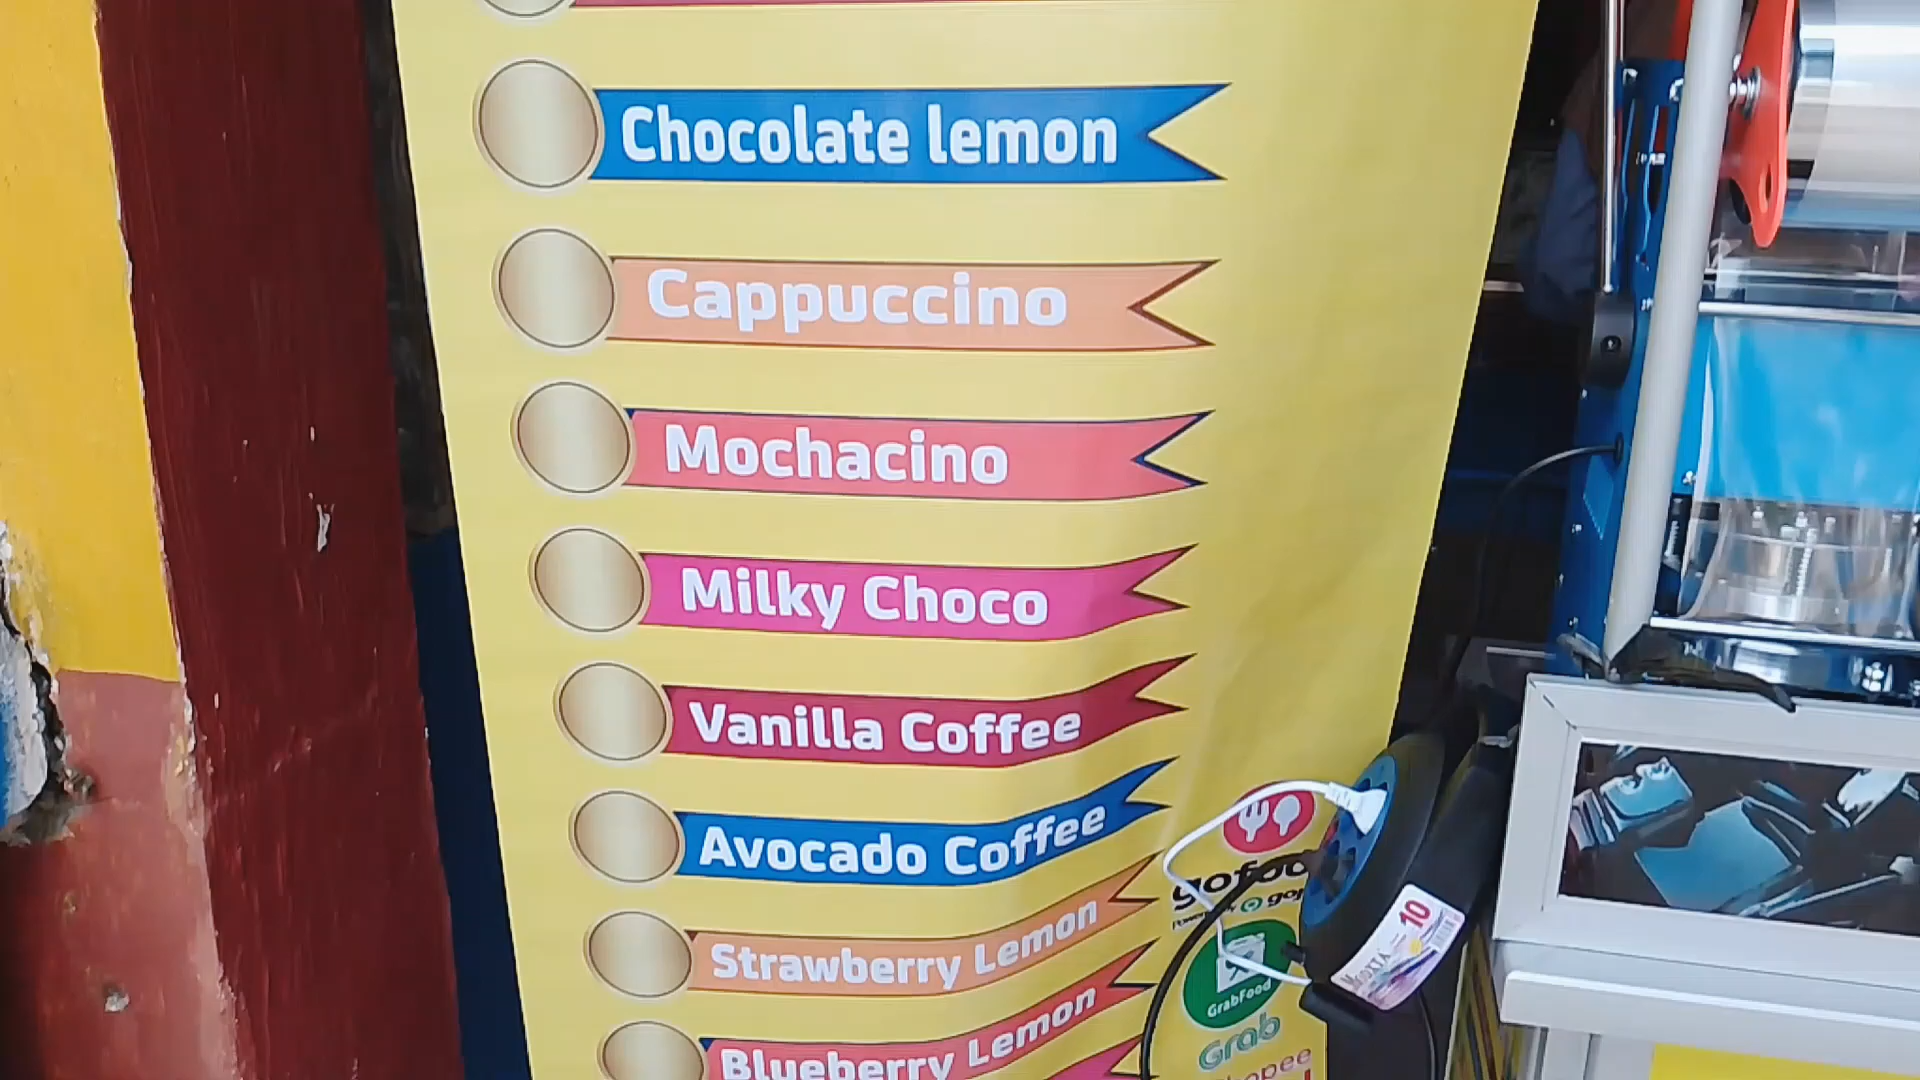 Chocolate lemon
Cappuccino
Mochacino
Milky Choco
Vanilla Coffee
Avocado Coffee
Strawberry Lemon
Blueberry Lemon
GrabFood
Grab
10